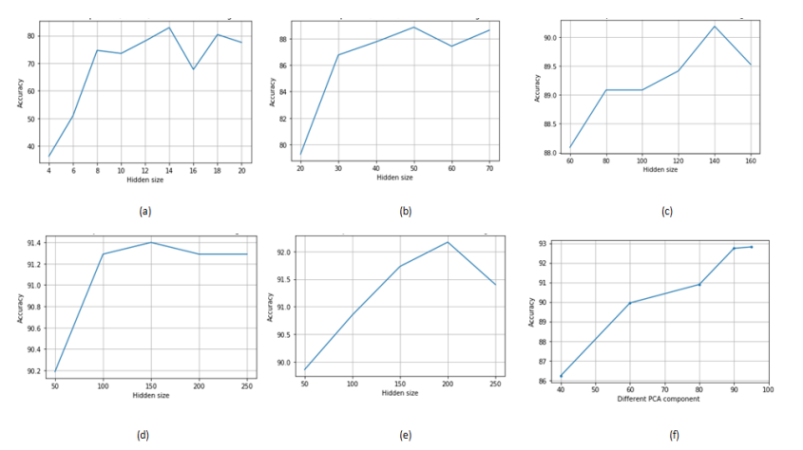 80
70
60
50
40
Accuracy
4 6 8 10 12 14 16 18 20
Hidden size
(a)
88
86
84
82
80
Accuracy
20 30 40 50 60 70
Hidden size
(b)
90.0
89.5
89.0
88.5
88.0
Accuracy
60 80 100 120 140 160
Hidden size
(c)
91.4
91.2
91.0
90.8
90.6
90.4
90.2
Accuracy
50 100 150 200 250
Hidden size
(d)
92.0
91.5
91.0
90.5
90.0
Accuracy
50 100 150 200 250
Hidden size
(e)
93
92
91
90
89
88
87
86
Accuracy
40 50 60 70 80 90 100
Different PCA component
(f)